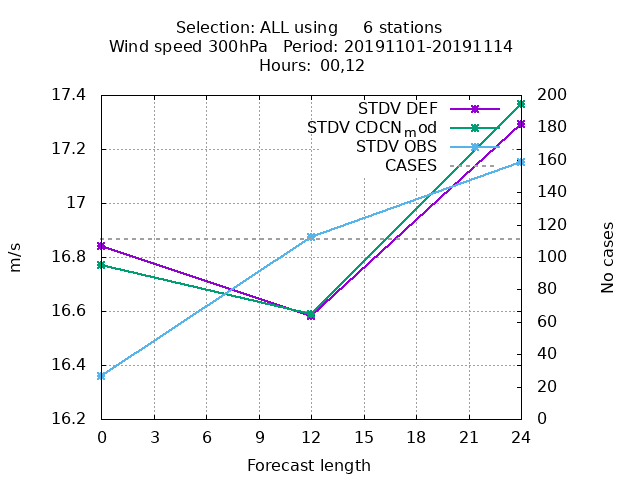 Selection: ALL using     6 stations
Wind speed 300hPa   Period: 20191101-20191114
Hours: 00,12
17.4
17.2
17
16.8
16.6
16.4
16.2
m/s
STDV DEF
STDV CDCNmod
STDV OBS
CASES
200
180
160
140
120
100
80
60
40
20
0
No cases
0 3 6 9 12 15 18 21 24
Forecast length